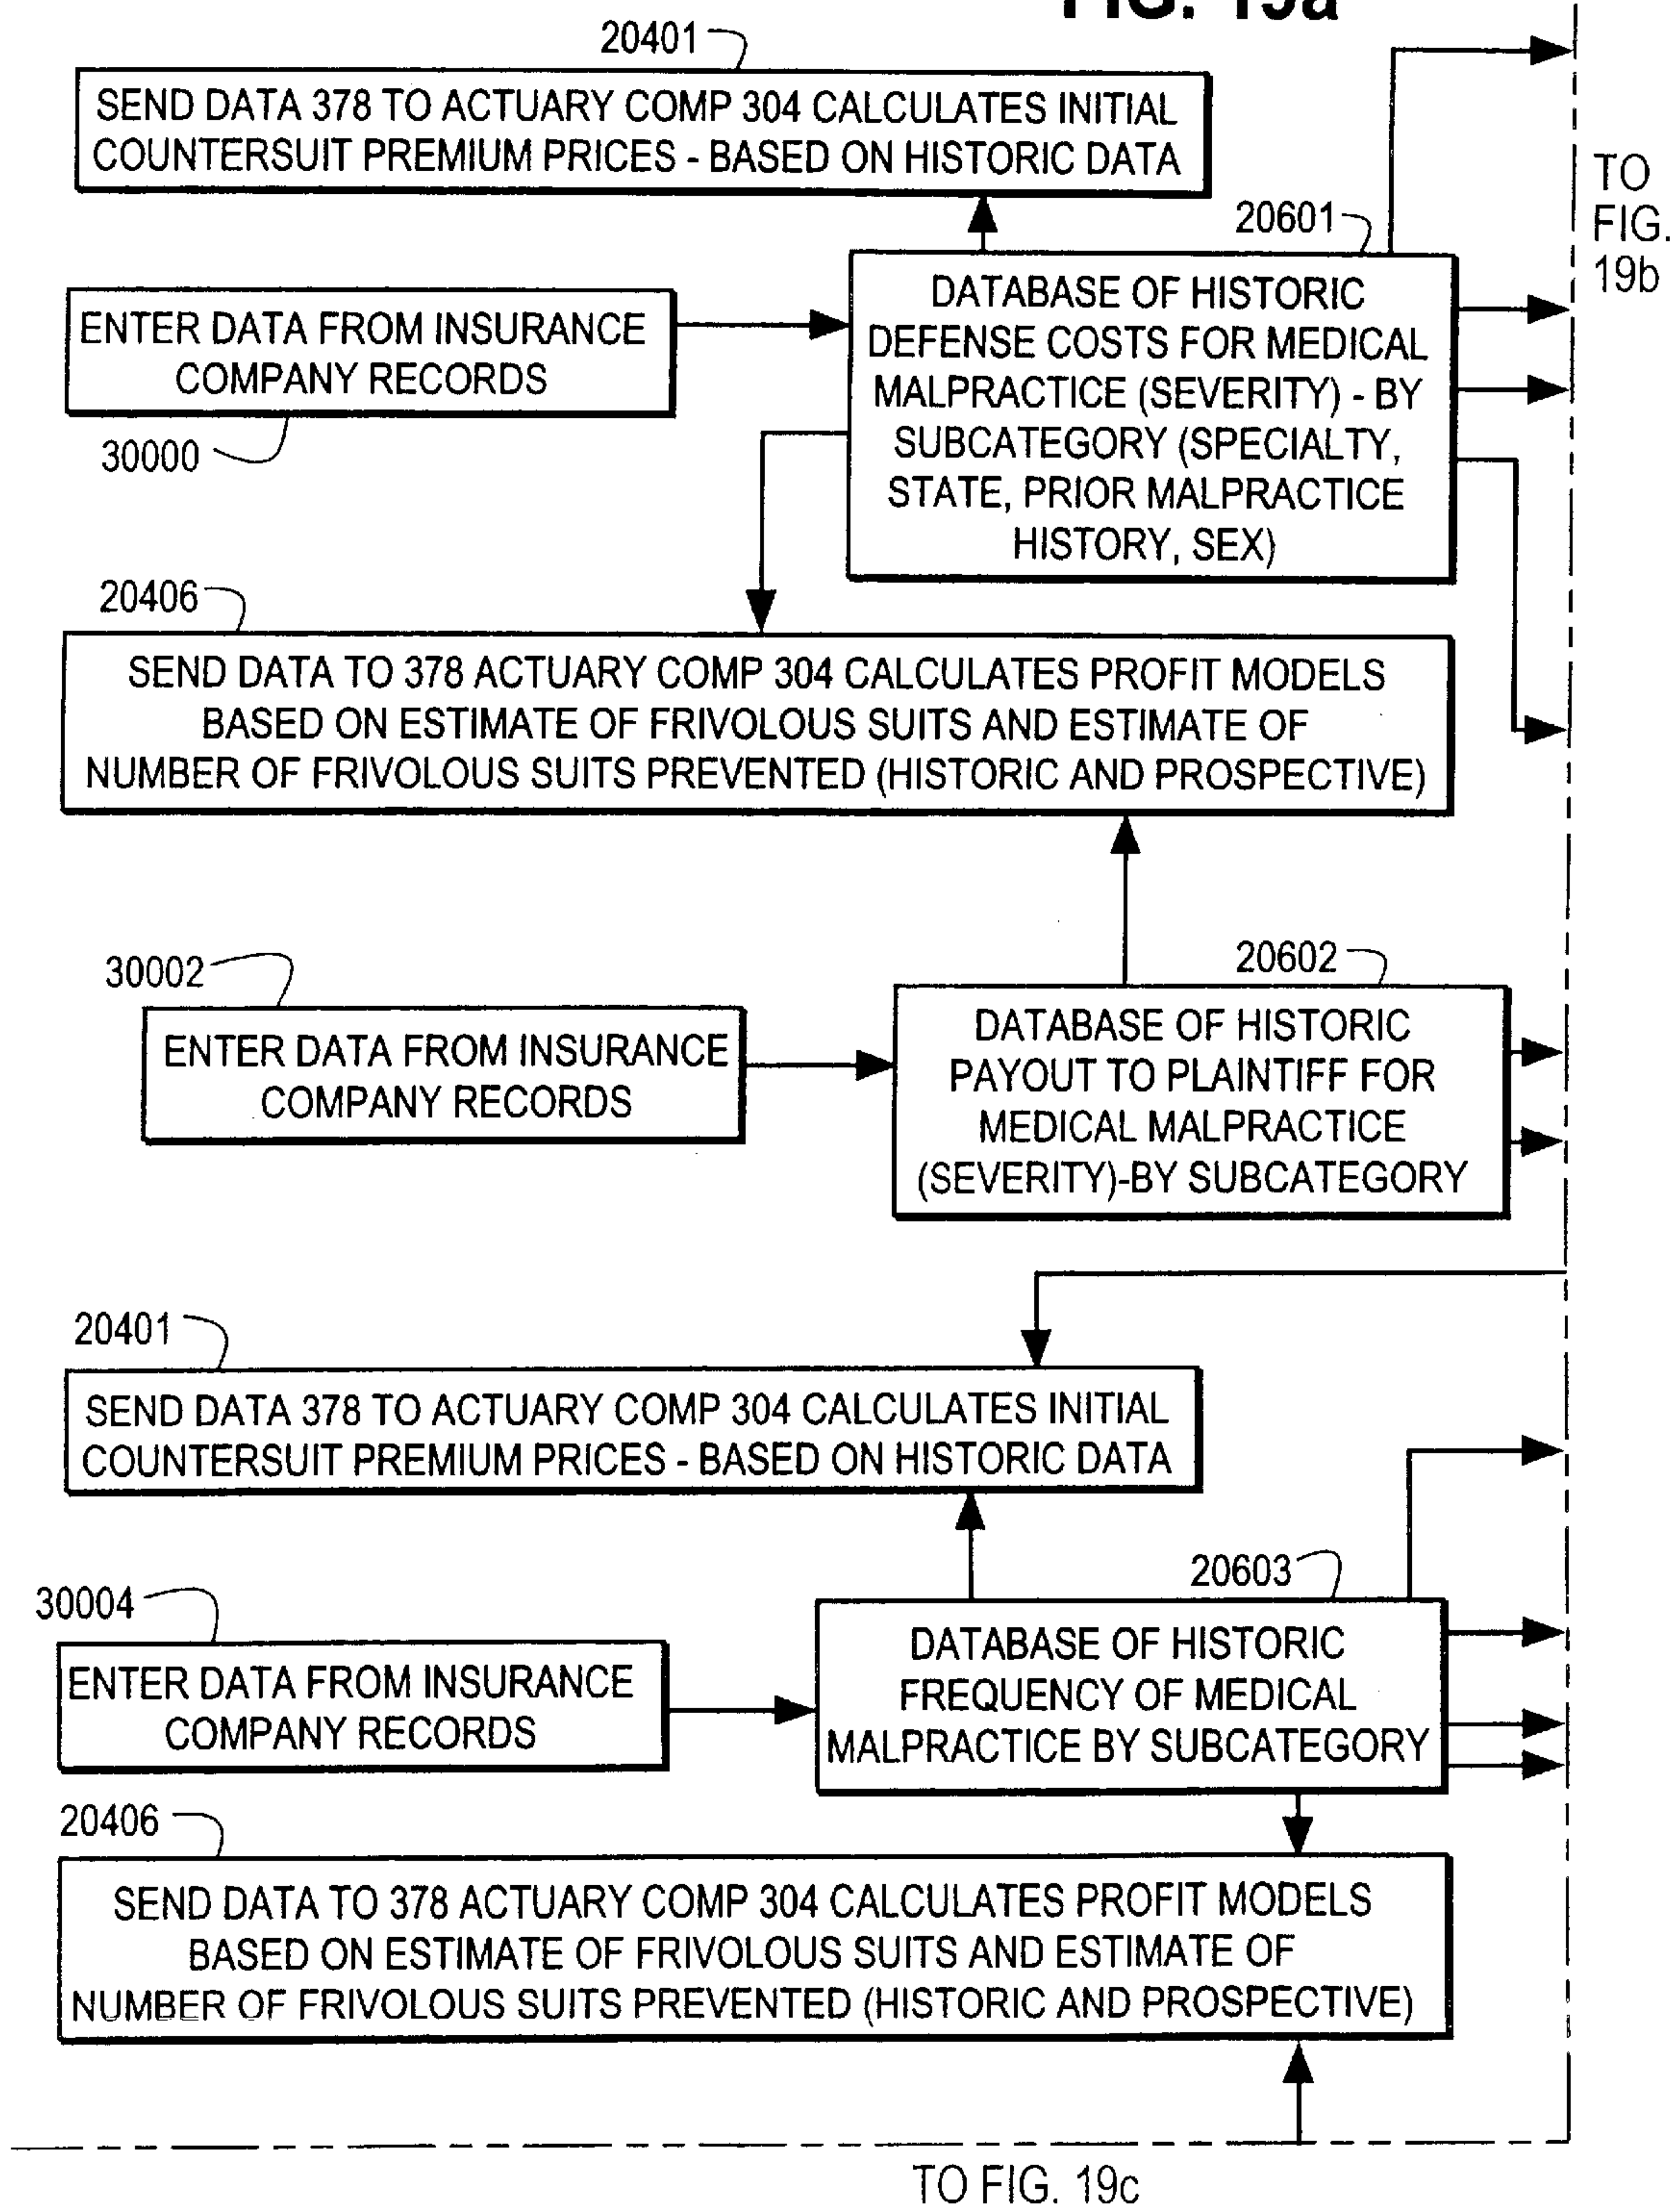 FIG. 19a
20401
SEND DATA 378 TO ACTUARY COMP 304 CALCULATES INITIAL
COUNTERSUIT PREMIUM PRICES - BASED ON HISTORIC DATA
TO
FIG.
19b
20601
ENTER DATA FROM INSURANCE
COMPANY RECORDS
30000
DATABASE OF HISTORIC
DEFENSE COSTS FOR MEDICAL
MALPRACTICE (SEVERITY) - BY
SUBCATEGORY (SPECIALTY,
STATE, PRIOR MALPRACTICE
HISTORY, SEX)
20406
SEND DATA TO 378 ACTUARY COMP 304 CALCULATES PROFIT MODELS
BASED ON ESTIMATE OF FRIVOLOUS SUITS AND ESTIMATE OF
NUMBER OF FRIVOLOUS SUITS PREVENTED (HISTORIC AND PROSPECTIVE)
30002
ENTER DATA FROM INSURANCE
COMPANY RECORDS
20602
DATABASE OF HISTORIC
PAYOUT TO PLAINTIFF FOR
MEDICAL MALPRACTICE
(SEVERITY)-BY SUBCATEGORY
20401
SEND DATA 378 TO ACTUARY COMP 304 CALCULATES INITIAL
COUNTERSUIT PREMIUM PRICES - BASED ON HISTORIC DATA
30004
ENTER DATA FROM INSURANCE
COMPANY RECORDS
20603
DATABASE OF HISTORIC
FREQUENCY OF MEDICAL
MALPRACTICE BY SUBCATEGORY
20406
SEND DATA TO 378 ACTUARY COMP 304 CALCULATES PROFIT MODELS
BASED ON ESTIMATE OF FRIVOLOUS SUITS AND ESTIMATE OF
NUMBER OF FRIVOLOUS SUITS PREVENTED (HISTORIC AND PROSPECTIVE)
TO FIG. 19c